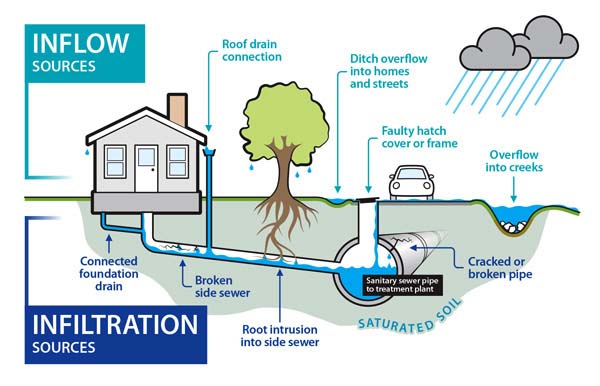 INFLOW
SOURCES
Roof drain
connection
Ditch overflow
into homes
and streets
Faulty hatch
cover or frame
Overflow
into creeks
Connected
foundation
drain
Broken
side sewer
Root intrusion
into side sewer
Sanitary sewer pipe
to treatment plant
Cracked or
broken pipe
SATURATED SOIL
INFILTRATION
SOURCES